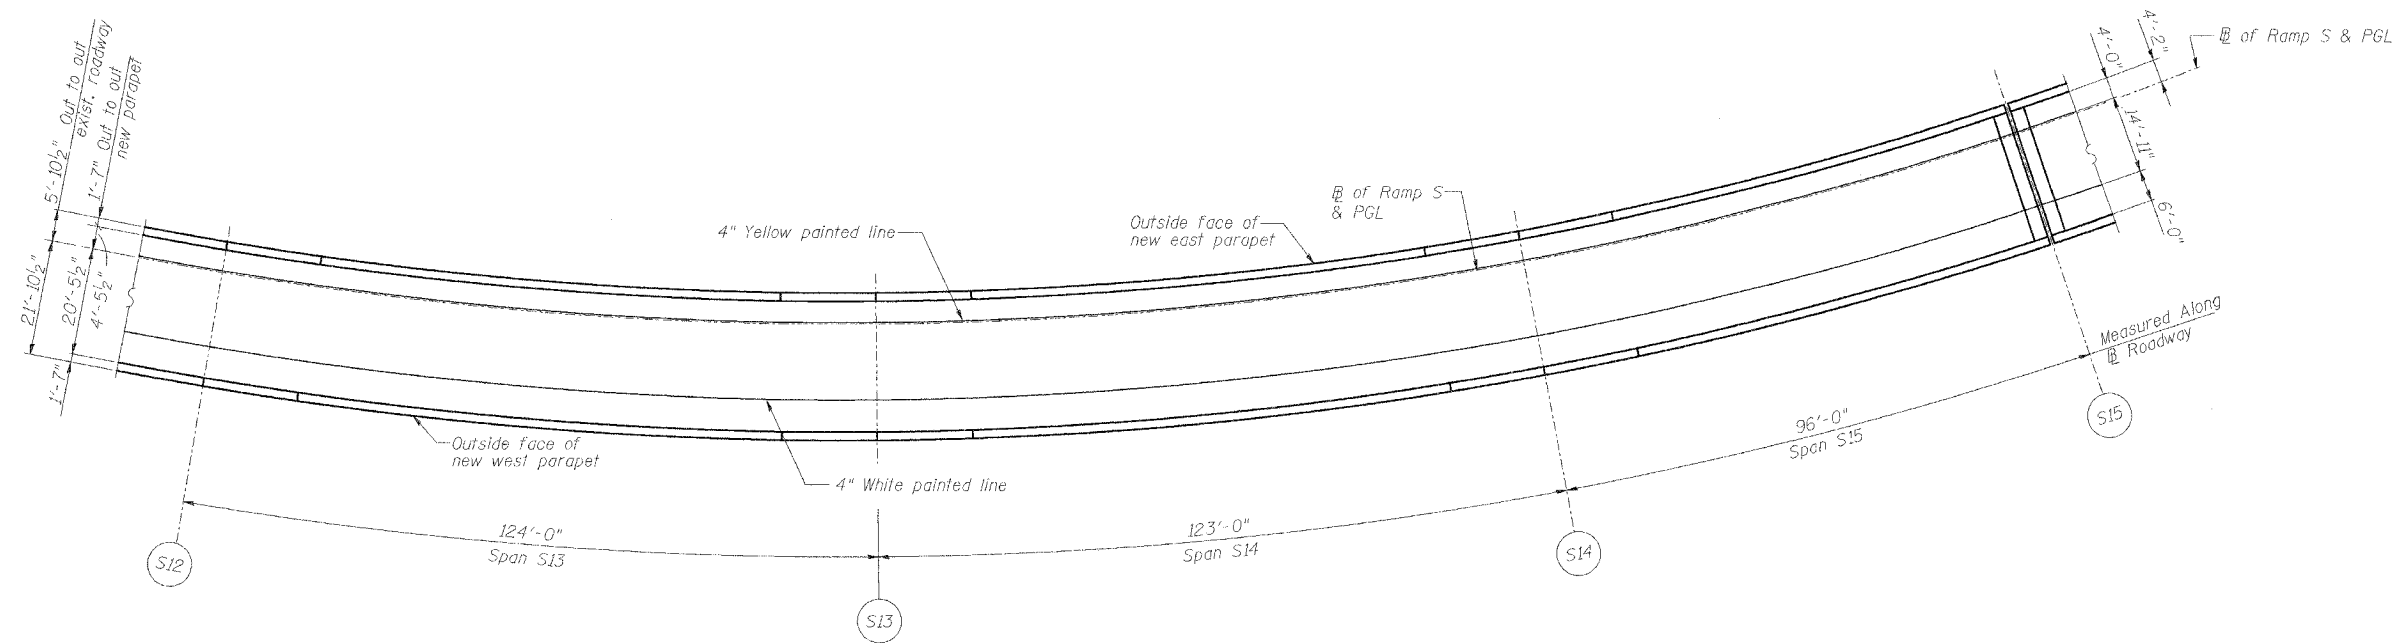 5'-10½" Out to out
exist. roadway
1'-7" Out to out
new parapet
21'-10½"
20'-5½"
4'-5½"
1'-7"
4" Yellow painted line
Outside face of
new east parapet
℞ of Ramp S
& PGL
4'-0"
4'-2"
℞ of Ramp S & PGL
14'-11"
6'-0"
Outside face of
new west parapet
4" White painted line
Measured Along
℞ Roadway
124'-0"
Span S13
123'-0"
Span S14
96'-0"
Span S15
S12
S13
S14
S15